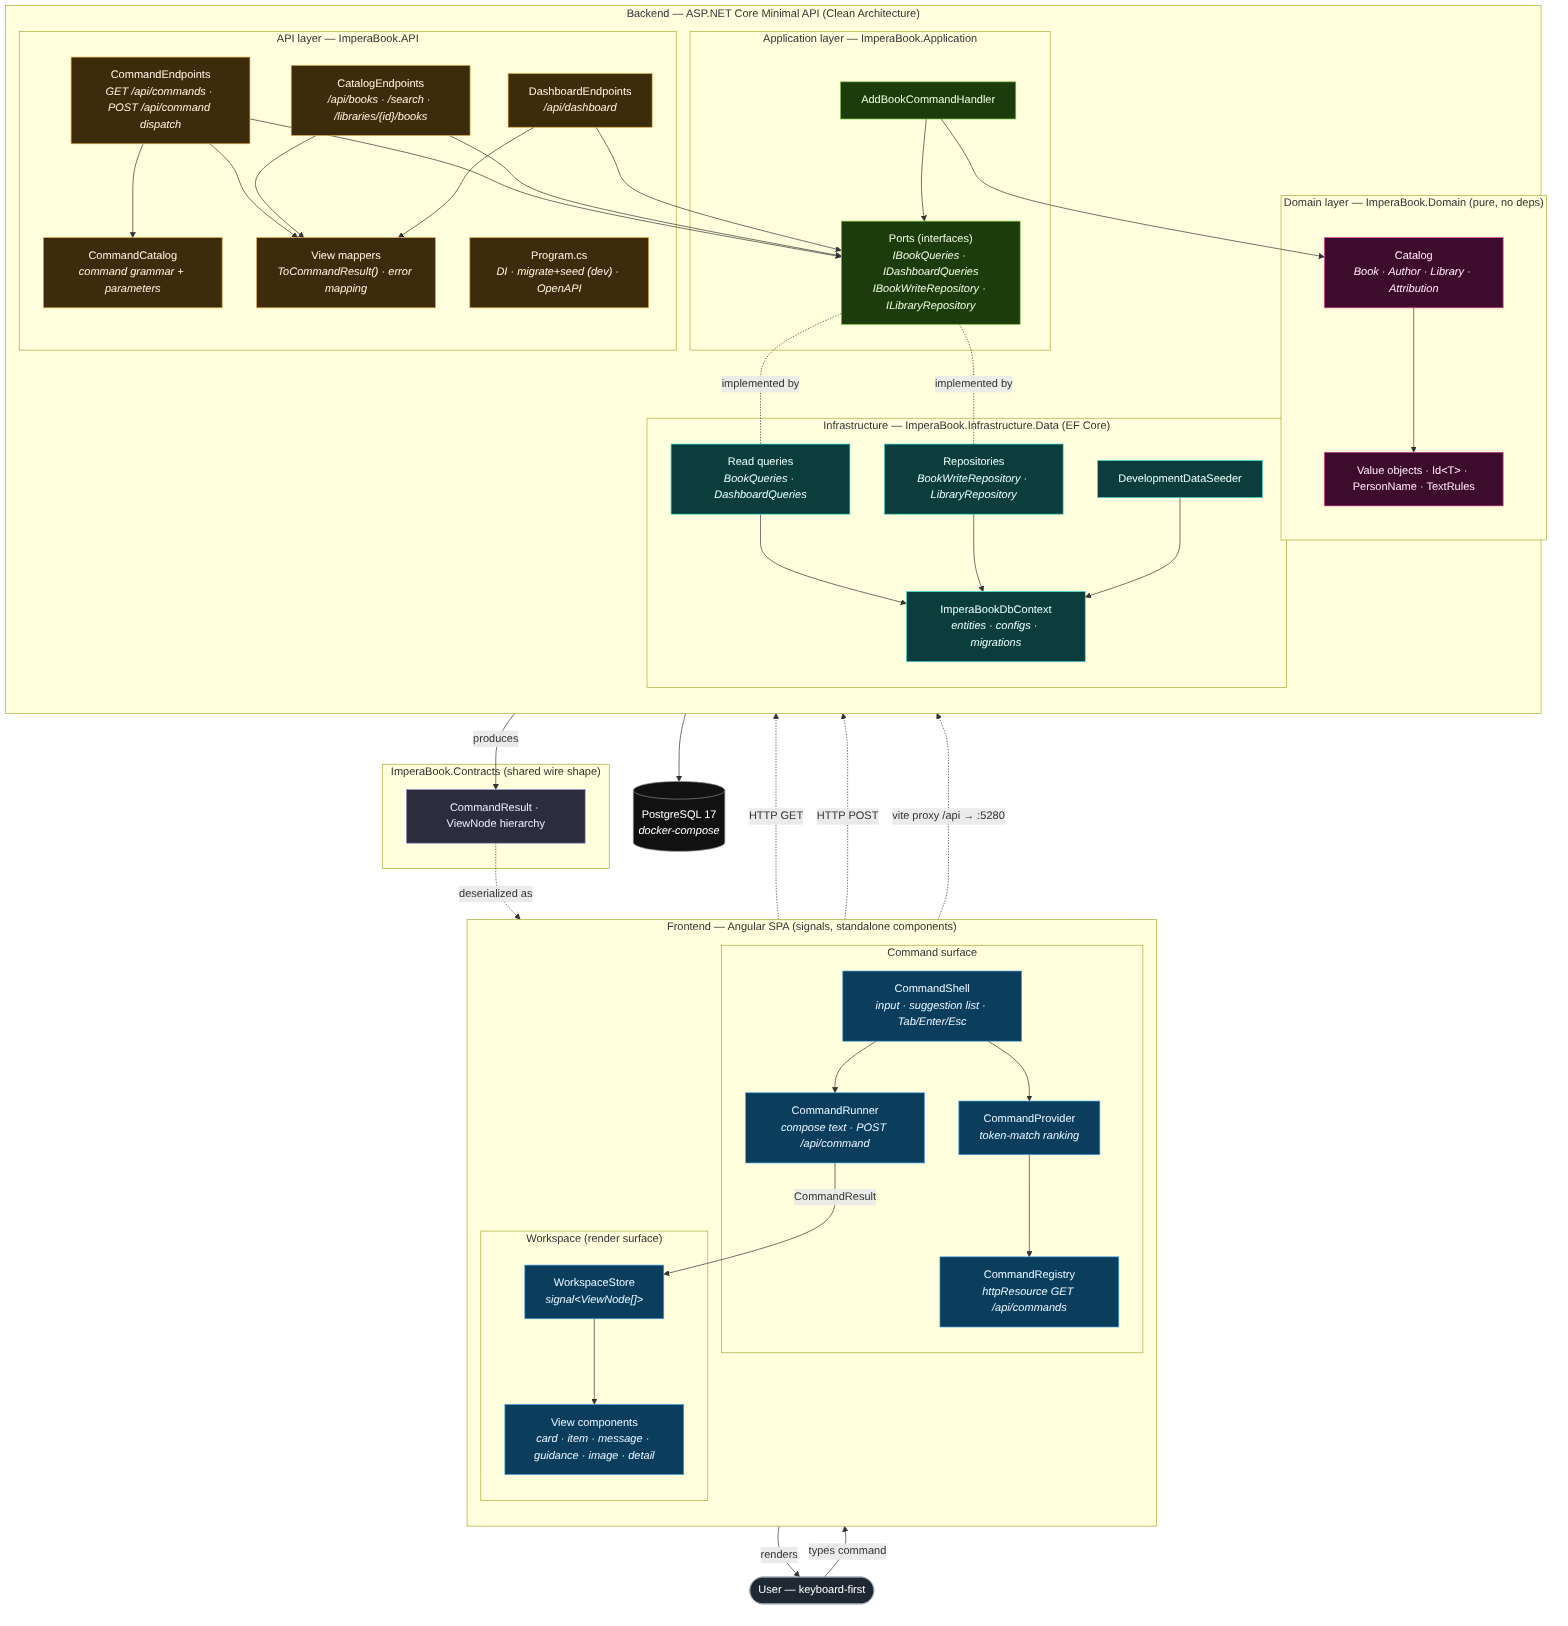 Backend — ASP.NET Core Minimal API (Clean Architecture)
API layer — ImperaBook.API
CommandEndpoints
GET /api/commands ·
POST /api/command
dispatch
CatalogEndpoints
/api/books · /search ·
/libraries/{id}/books
DashboardEndpoints
/api/dashboard
CommandCatalog
command grammar +
parameters
View mappers
ToCommandResult() · error
mapping
Program.cs
DI · migrate+seed (dev) ·
OpenAPI
Application layer — ImperaBook.Application
AddBookCommandHandler
Ports (interfaces)
IBookQueries ·
IDashboardQueries
IBookWriteRepository ·
ILibraryRepository
Domain layer — ImperaBook.Domain (pure, no deps)
Catalog
Book · Author · Library ·
Attribution
Value objects · Id<T> ·
PersonName · TextRules
implemented by
implemented by
Infrastructure — ImperaBook.Infrastructure.Data (EF Core)
Read queries
BookQueries ·
DashboardQueries
Repositories
BookWriteRepository ·
LibraryRepository
DevelopmentDataSeeder
ImperaBookDbContext
entities · configs ·
migrations
produces
ImperaBook.Contracts (shared wire shape)
CommandResult ·
ViewNode hierarchy
PostgreSQL 17
docker-compose
HTTP GET
HTTP POST
vite proxy /api → :5280
deserialized as
Frontend — Angular SPA (signals, standalone components)
Command surface
CommandShell
input · suggestion list ·
Tab/Enter/Esc
CommandRunner
compose text · POST
/api/command
CommandProvider
token-match ranking
CommandResult
CommandRegistry
httpResource GET
/api/commands
Workspace (render surface)
WorkspaceStore
signal<ViewNode[]>
View components
card · item · message ·
guidance · image · detail
renders
types command
User — keyboard-first